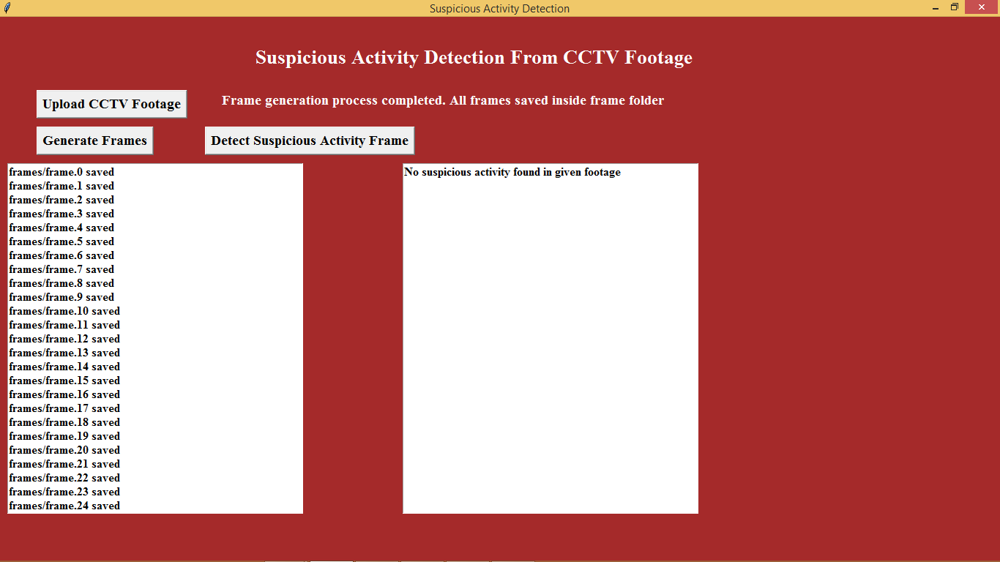 Suspicious Activity Detection
Suspicious Activity Detection From CCTV Footage
Upload CCTV Footage
Frame generation process completed. All frames saved inside frame folder
Generate Frames
Detect Suspicious Activity Frame
frames/frame.0 saved
frames/frame.1 saved
frames/frame.2 saved
frames/frame.3 saved
frames/frame.4 saved
frames/frame.5 saved
frames/frame.6 saved
frames/frame.7 saved
frames/frame.8 saved
frames/frame.9 saved
frames/frame.10 saved
frames/frame.11 saved
frames/frame.12 saved
frames/frame.13 saved
frames/frame.14 saved
frames/frame.15 saved
frames/frame.16 saved
frames/frame.17 saved
frames/frame.18 saved
frames/frame.19 saved
frames/frame.20 saved
frames/frame.21 saved
frames/frame.22 saved
frames/frame.23 saved
frames/frame.24 saved
No suspicious activity found in given footage